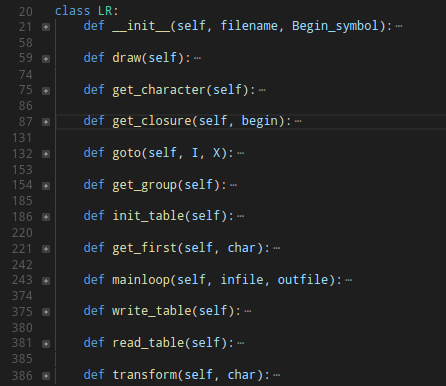 20 class LR:
21 def __init__(self, filename, Begin_symbol):⋯
58
59 def draw(self):⋯
74
75 def get_character(self):⋯
86
87 def get_closure(self, begin):⋯
131
132 def goto(self, I, X):⋯
153
154 def get_group(self):⋯
185
186 def init_table(self):⋯
220
221 def get_first(self, char):⋯
242
243 def mainloop(self, infile, outfile):⋯
374
375 def write_table(self):⋯
380
381 def read_table(self):⋯
385
386 def transform(self, char):⋯